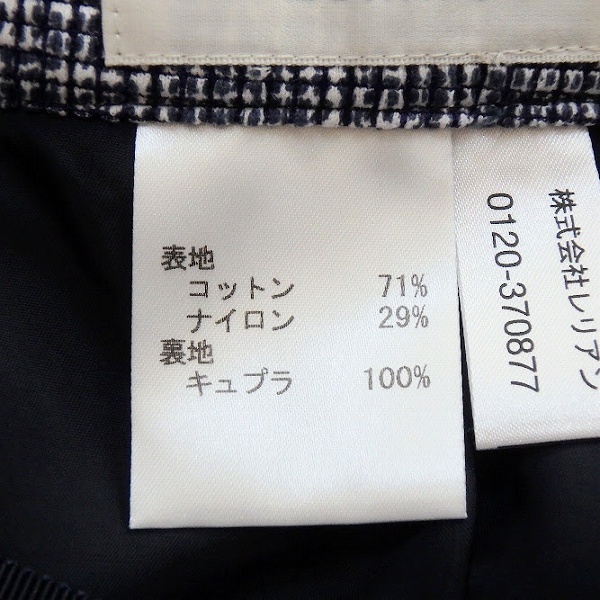 表地
コットン 71%
ナイロン 29%
裏地
キュプラ 100%
株式会社レリアン
0120-370877